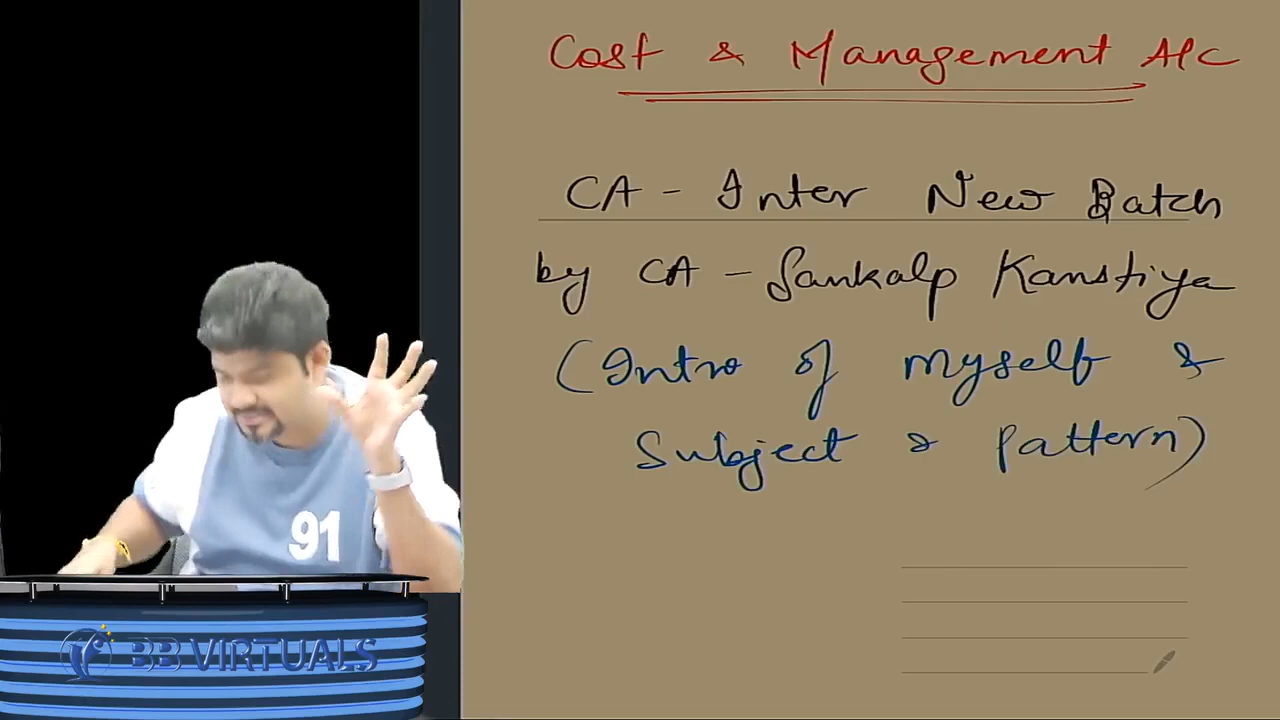 Cost & Management A/c
CA - Inter New Batch
by CA - Sankalp Kanstiya
(Intro of myself &
Subject & Pattern)
91
BB VIRTUALS